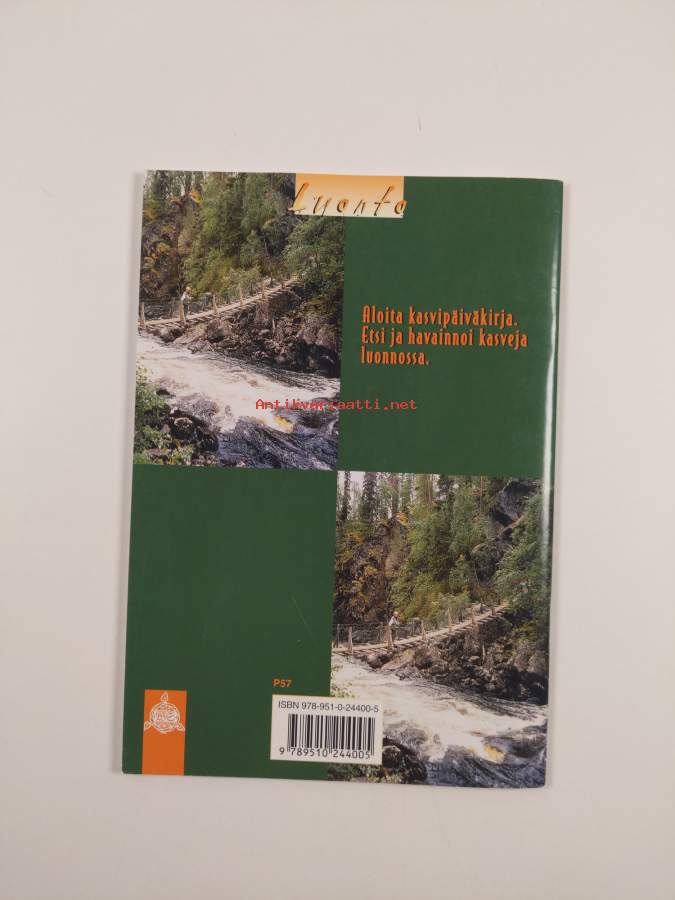 Luonto
Aloita kasvipäiväkirja.
Etsi ja havainnoi kasveja
luonnossa.
Antikvariaatti.net
P57
ISBN 978-951-0-24400-5
9 789510 244005